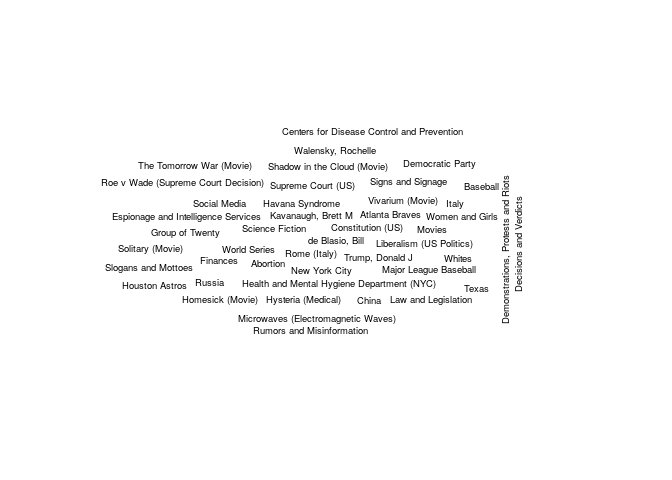 Centers for Disease Control and Prevention
Walensky, Rochelle
The Tomorrow War (Movie) Shadow in the Cloud (Movie) Democratic Party
Roe v Wade (Supreme Court Decision) Supreme Court (US) Signs and Signage Baseball
Social Media Havana Syndrome Vivarium (Movie) Italy
Espionage and Intelligence Services Kavanaugh, Brett M Atlanta Braves Women and Girls
Group of Twenty Science Fiction Constitution (US) Movies
de Blasio, Bill Liberalism (US Politics)
Solitary (Movie) World Series Rome (Italy) Trump, Donald J Whites
Finances Abortion
Slogans and Mottoes New York City Major League Baseball
Houston Astros Russia Health and Mental Hygiene Department (NYC) Texas
Homesick (Movie) Hysteria (Medical) China Law and Legislation
Microwaves (Electromagnetic Waves)
Rumors and Misinformation
Demonstrations, Protests and Riots
Decisions and Verdicts